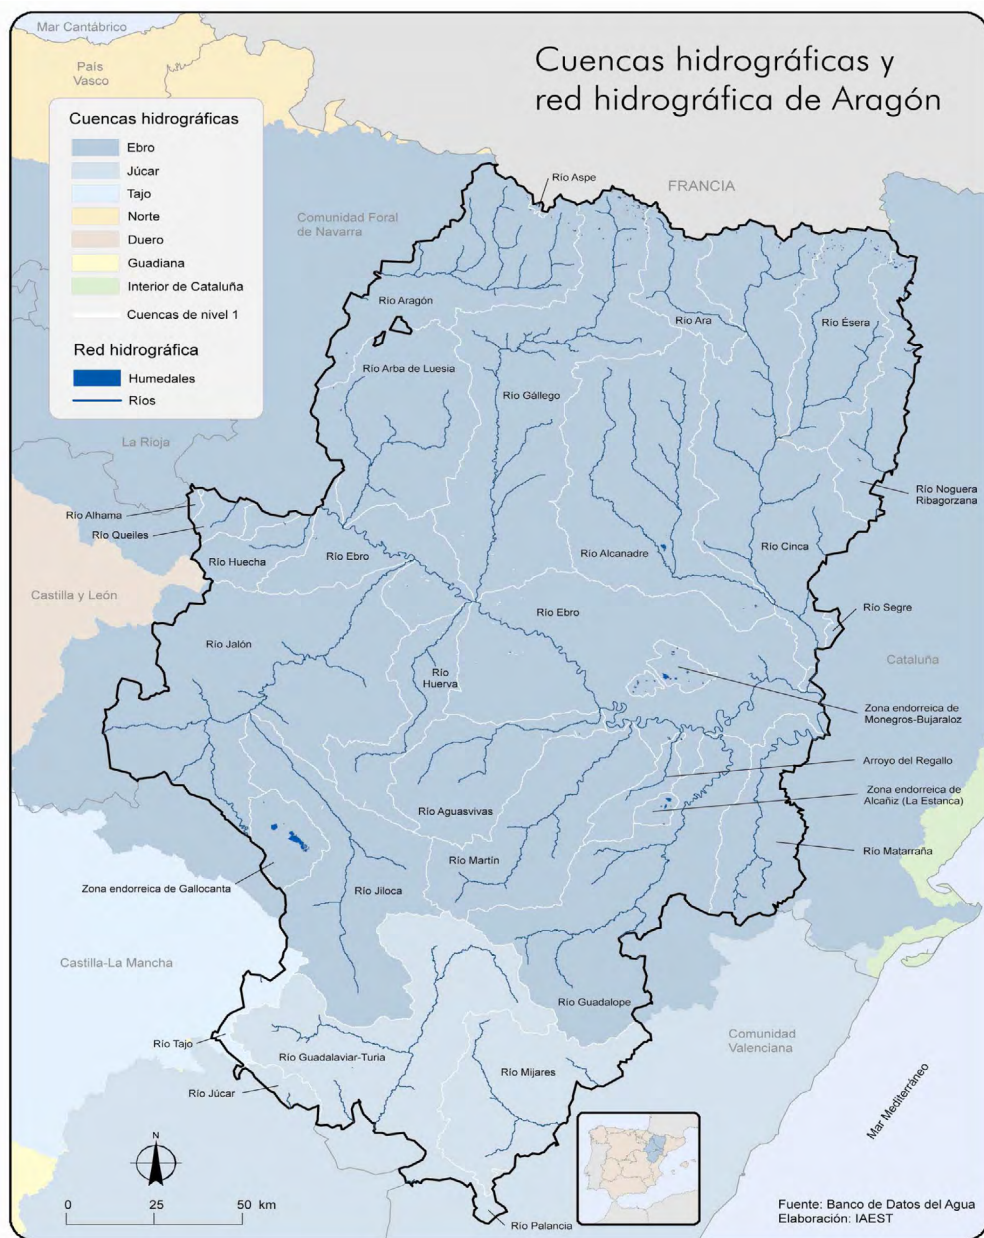 Mar Cantábrico
País
Vasco
Cuencas hidrográficas y
red hidrográfica de Aragón
Cuencas hidrográficas
Ebro
Júcar
Tajo
Norte
Duero
Guadiana
Interior de Cataluña
Cuencas de nivel 1
Red hidrográfica
Humedales
Ríos
Río Aspe
FRANCIA
Comunidad Foral
de Navarra
Río Aragón
Río Ara
Río Ésera
Río Arba de Luesia
Río Gállego
La Rioja
Río Noguera
Ribagorzana
Río Alhama
Río Queiles
Río Huecha
Río Ebro
Río Alcanadre
Río Cinca
Castilla y León
Río Ebro
Río Segre
Río Jalón
Río
Huerva
Cataluña
Zona endorreica de
Monegros-Bujaraloz
Arroyo del Regallo
Zona endorreica de
Alcañiz (La Estanca)
Río Aguasvivas
Río Matarraña
Río Martín
Zona endorreica de Gallocanta
Río Jiloca
Castilla-La Mancha
Río Guadalope
Río Tajo
Río Guadalaviar-Turia
Comunidad
Valenciana
Río Mijares
Río Júcar
Mar Mediterráneo
N
0 25 50 km
Río Palancia
Fuente: Banco de Datos del Agua
Elaboración: IAEST